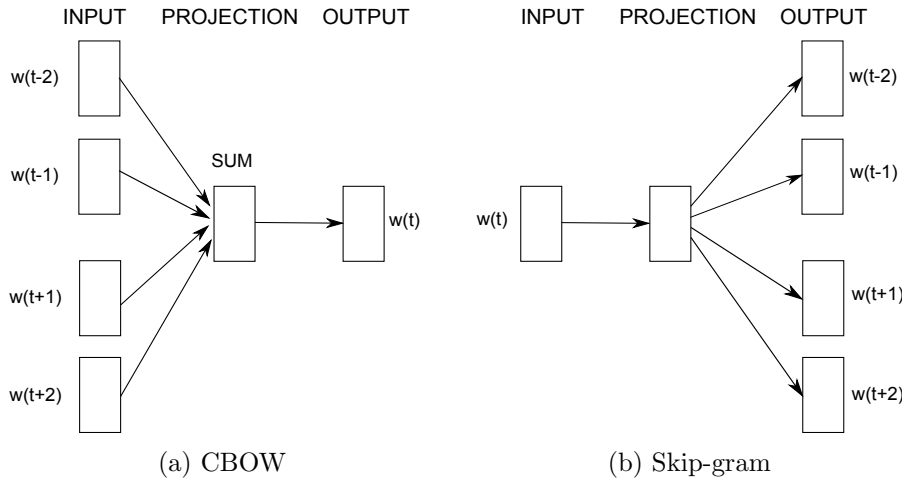 INPUT PROJECTION OUTPUT
w(t-2)
w(t-1)
SUM
w(t)
w(t+1)
w(t+2)
(a) CBOW
INPUT PROJECTION OUTPUT
w(t-2)
w(t-1)
w(t)
w(t+1)
w(t+2)
(b) Skip-gram